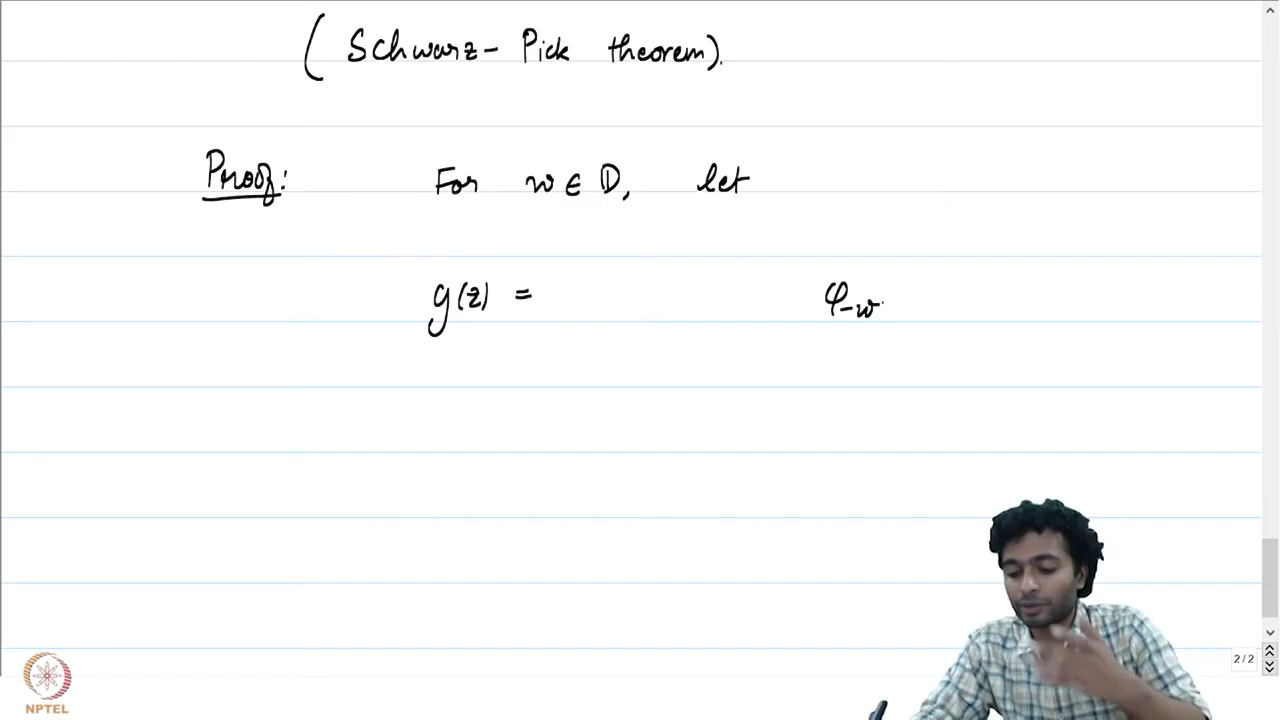 ( Schwarz - Pick theorem).
Proof: For w ∈ D, let
g(z) = φ₋w
2 / 2
NPTEL